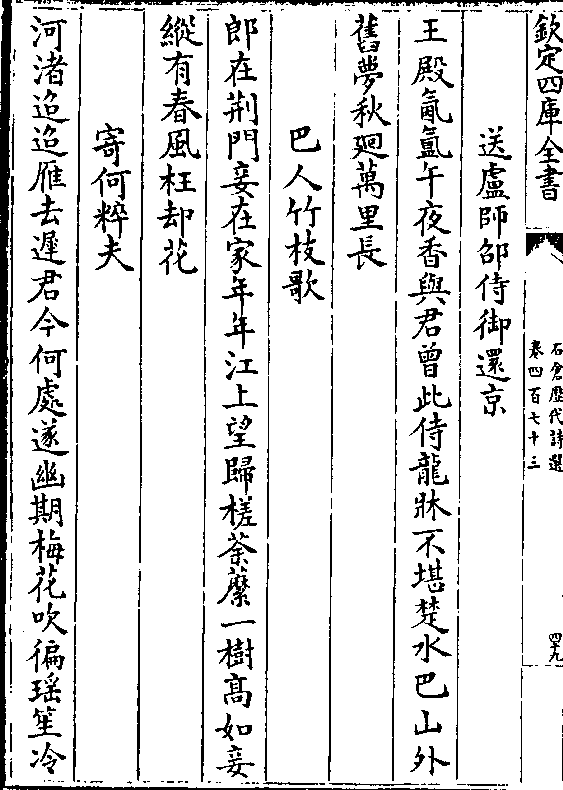 欽定四庫全書
石倉歴代詩選
卷四百七十三
四十九
送盧師邵侍御還京
王殿氤氲午夜香與君曾此侍龍牀不堪楚水巴山外
舊夢秋廻萬里長
巴人竹枝歌
郎在荆門妾在家年年江上望歸槎荼蘼一樹高如妾
縱有春風枉却花
寄何粹夫
河渚迢迢雁去遲君今何處遂幽期梅花吹徧瑶笙冷